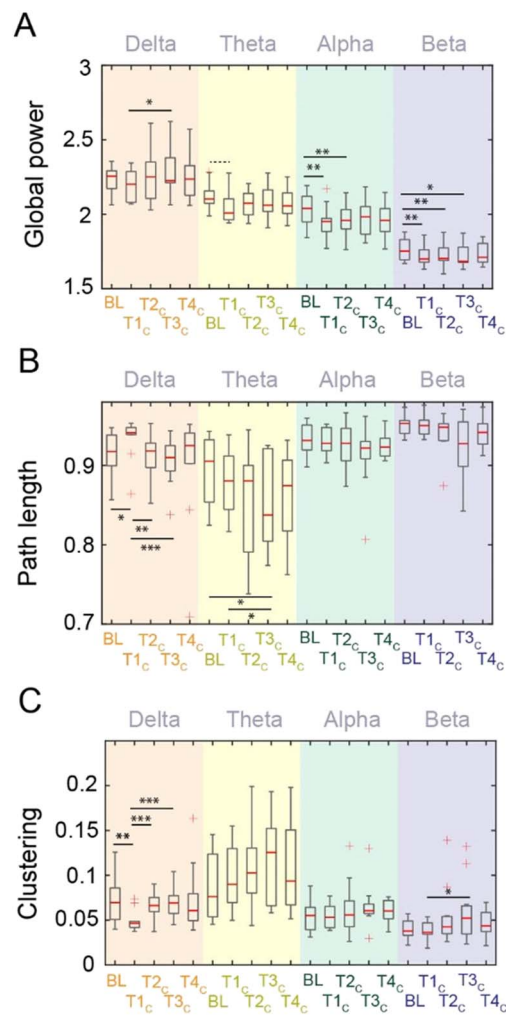 A
Delta Theta Alpha Beta
Global power
3
2.5
2
1.5
* ** ** * ** **
BL T2C T4C T1C T3C BL T2C T4C BL T2C T4C T1C T3C
T1C T3C BL T2C T4C T1C T3C BL T2C T4C
B
Delta Theta Alpha Beta
Path length
0.9
0.8
0.7
* ** *** * *
BL T2C T4C T1C T3C BL T2C T4C T1C T3C
T1C T3C BL T2C T4C T1C T3C BL T2C T4C
C
Delta Theta Alpha Beta
Clustering
0.2
0.15
0.1
0.05
0
** *** *** *
BL T2C T4C T1C T3C BL T2C T4C T1C T3C
T1C T3C BL T2C T4C T1C T3C BL T2C T4C